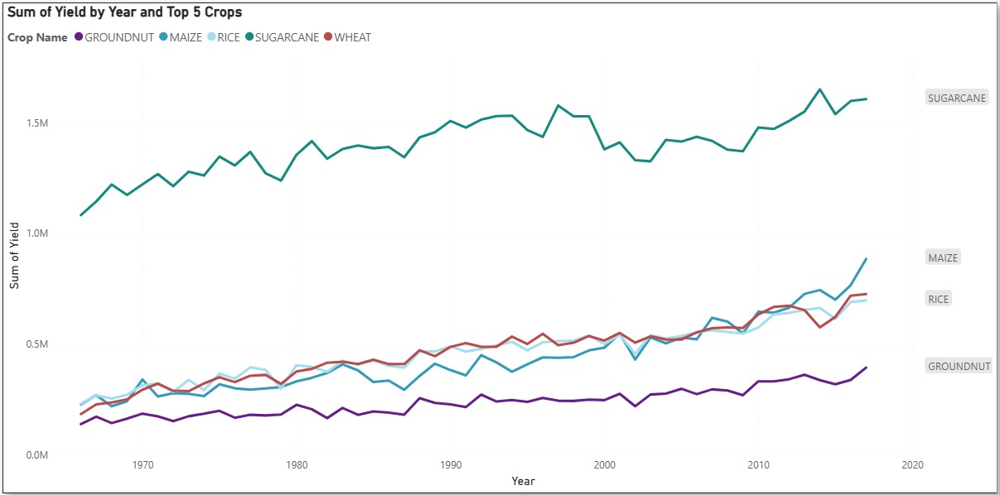 Sum of Yield by Year and Top 5 Crops
Crop Name GROUNDNUT MAIZE RICE SUGARCANE WHEAT
SUGARCANE
1.5M
1.0M
MAIZE
RICE
0.5M
GROUNDNUT
0.0M
Sum of Yield
1970 1980 1990 2000 2010 2020
Year